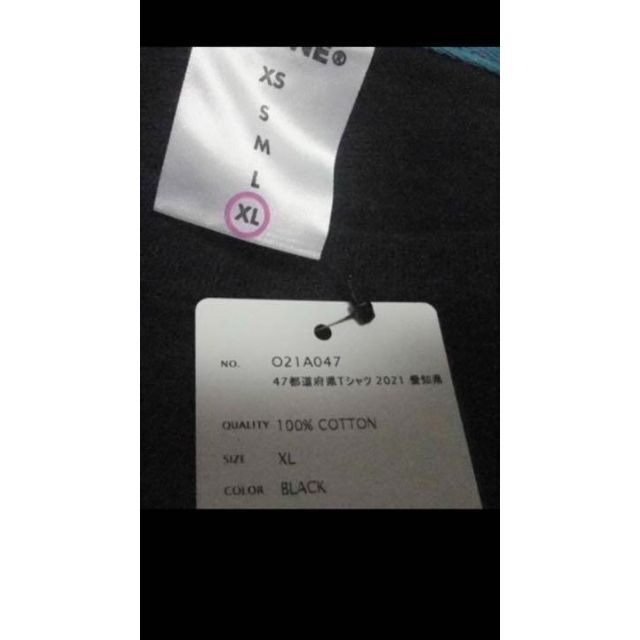 NE®
XS
S
M
L
XL
NO. O21A047
47都道府県Tシャツ 2021 愛知県
QUALITY 100% COTTON
SIZE XL
COLOR BLACK